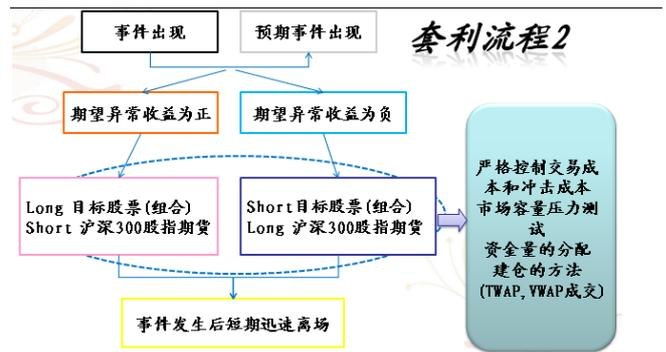 套利流程2
事件出现
预期事件出现
期望异常收益为正
期望异常收益为负
Long 目标股票(组合)
Short 沪深300股指期货
Short目标股票(组合)
Long 沪深300股指期货
事件发生后短期迅速离场
严格控制交易成
本和冲击成本
市场容量压力测
试
资金量的分配
建仓的方法
(TWAP,VWAP成交)